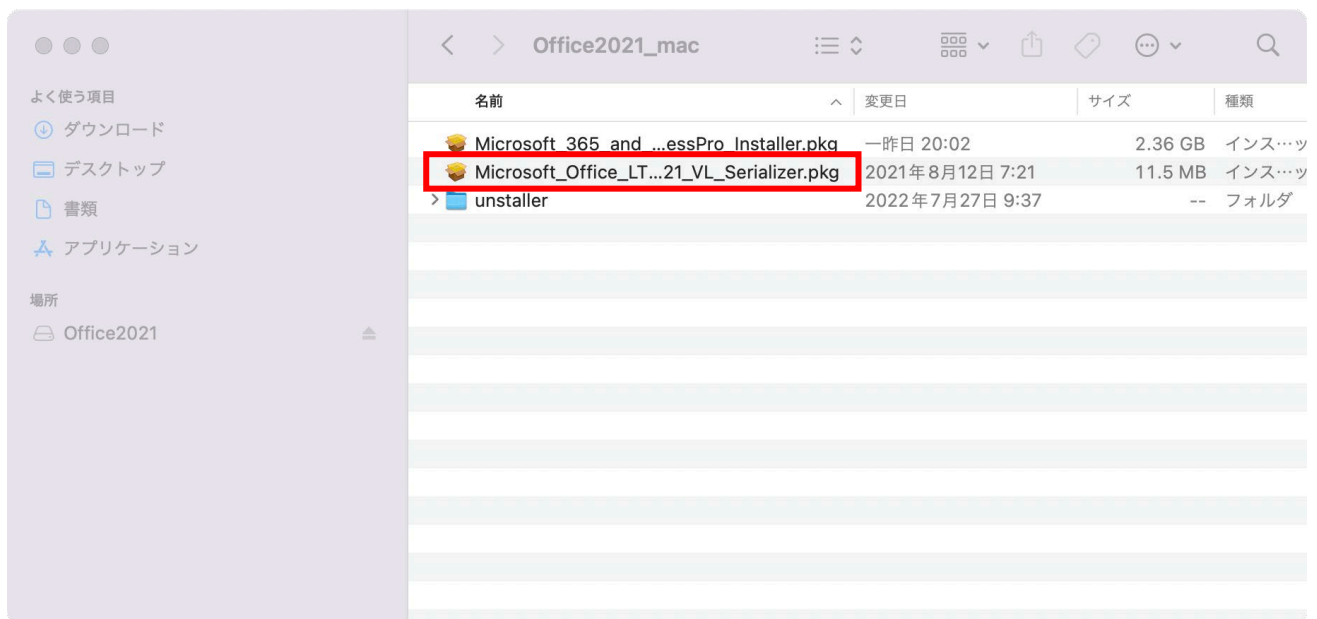 Office2021_mac
よく使う項目
ダウンロード
デスクトップ
書類
アプリケーション
場所
Office2021
名前 変更日 サイズ 種類
Microsoft_365_and_...essPro_Installer.pkg 一昨日 20:02 2.36 GB インス…ッ
Microsoft_Office_LT...21_VL_Serializer.pkg 2021年8月12日 7:21 11.5 MB インス…ッ
unstaller 2022年7月27日 9:37 -- フォルダ